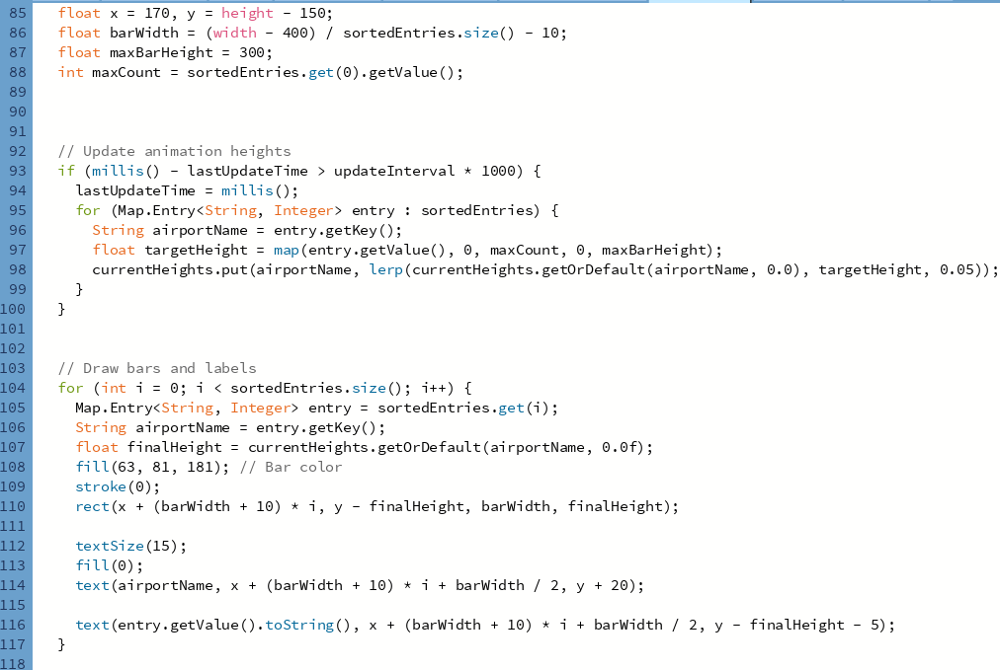 85 float x = 170, y = height - 150;
86 float barWidth = (width - 400) / sortedEntries.size() - 10;
87 float maxBarHeight = 300;
88 int maxCount = sortedEntries.get(0).getValue();
89
90
91
92 // Update animation heights
93 if (millis() - lastUpdateTime > updateInterval * 1000) {
94 lastUpdateTime = millis();
95 for (Map.Entry<String, Integer> entry : sortedEntries) {
96 String airportName = entry.getKey();
97 float targetHeight = map(entry.getValue(), 0, maxCount, 0, maxBarHeight);
98 currentHeights.put(airportName, lerp(currentHeights.getOrDefault(airportName, 0.0), targetHeight, 0.05));
99 }
100 }
101
102
103 // Draw bars and labels
104 for (int i = 0; i < sortedEntries.size(); i++) {
105 Map.Entry<String, Integer> entry = sortedEntries.get(i);
106 String airportName = entry.getKey();
107 float finalHeight = currentHeights.getOrDefault(airportName, 0.0f);
108 fill(63, 81, 181); // Bar color
109 stroke(0);
110 rect(x + (barWidth + 10) * i, y - finalHeight, barWidth, finalHeight);
111
112 textSize(15);
113 fill(0);
114 text(airportName, x + (barWidth + 10) * i + barWidth / 2, y + 20);
115
116 text(entry.getValue().toString(), x + (barWidth + 10) * i + barWidth / 2, y - finalHeight - 5);
117 }
118